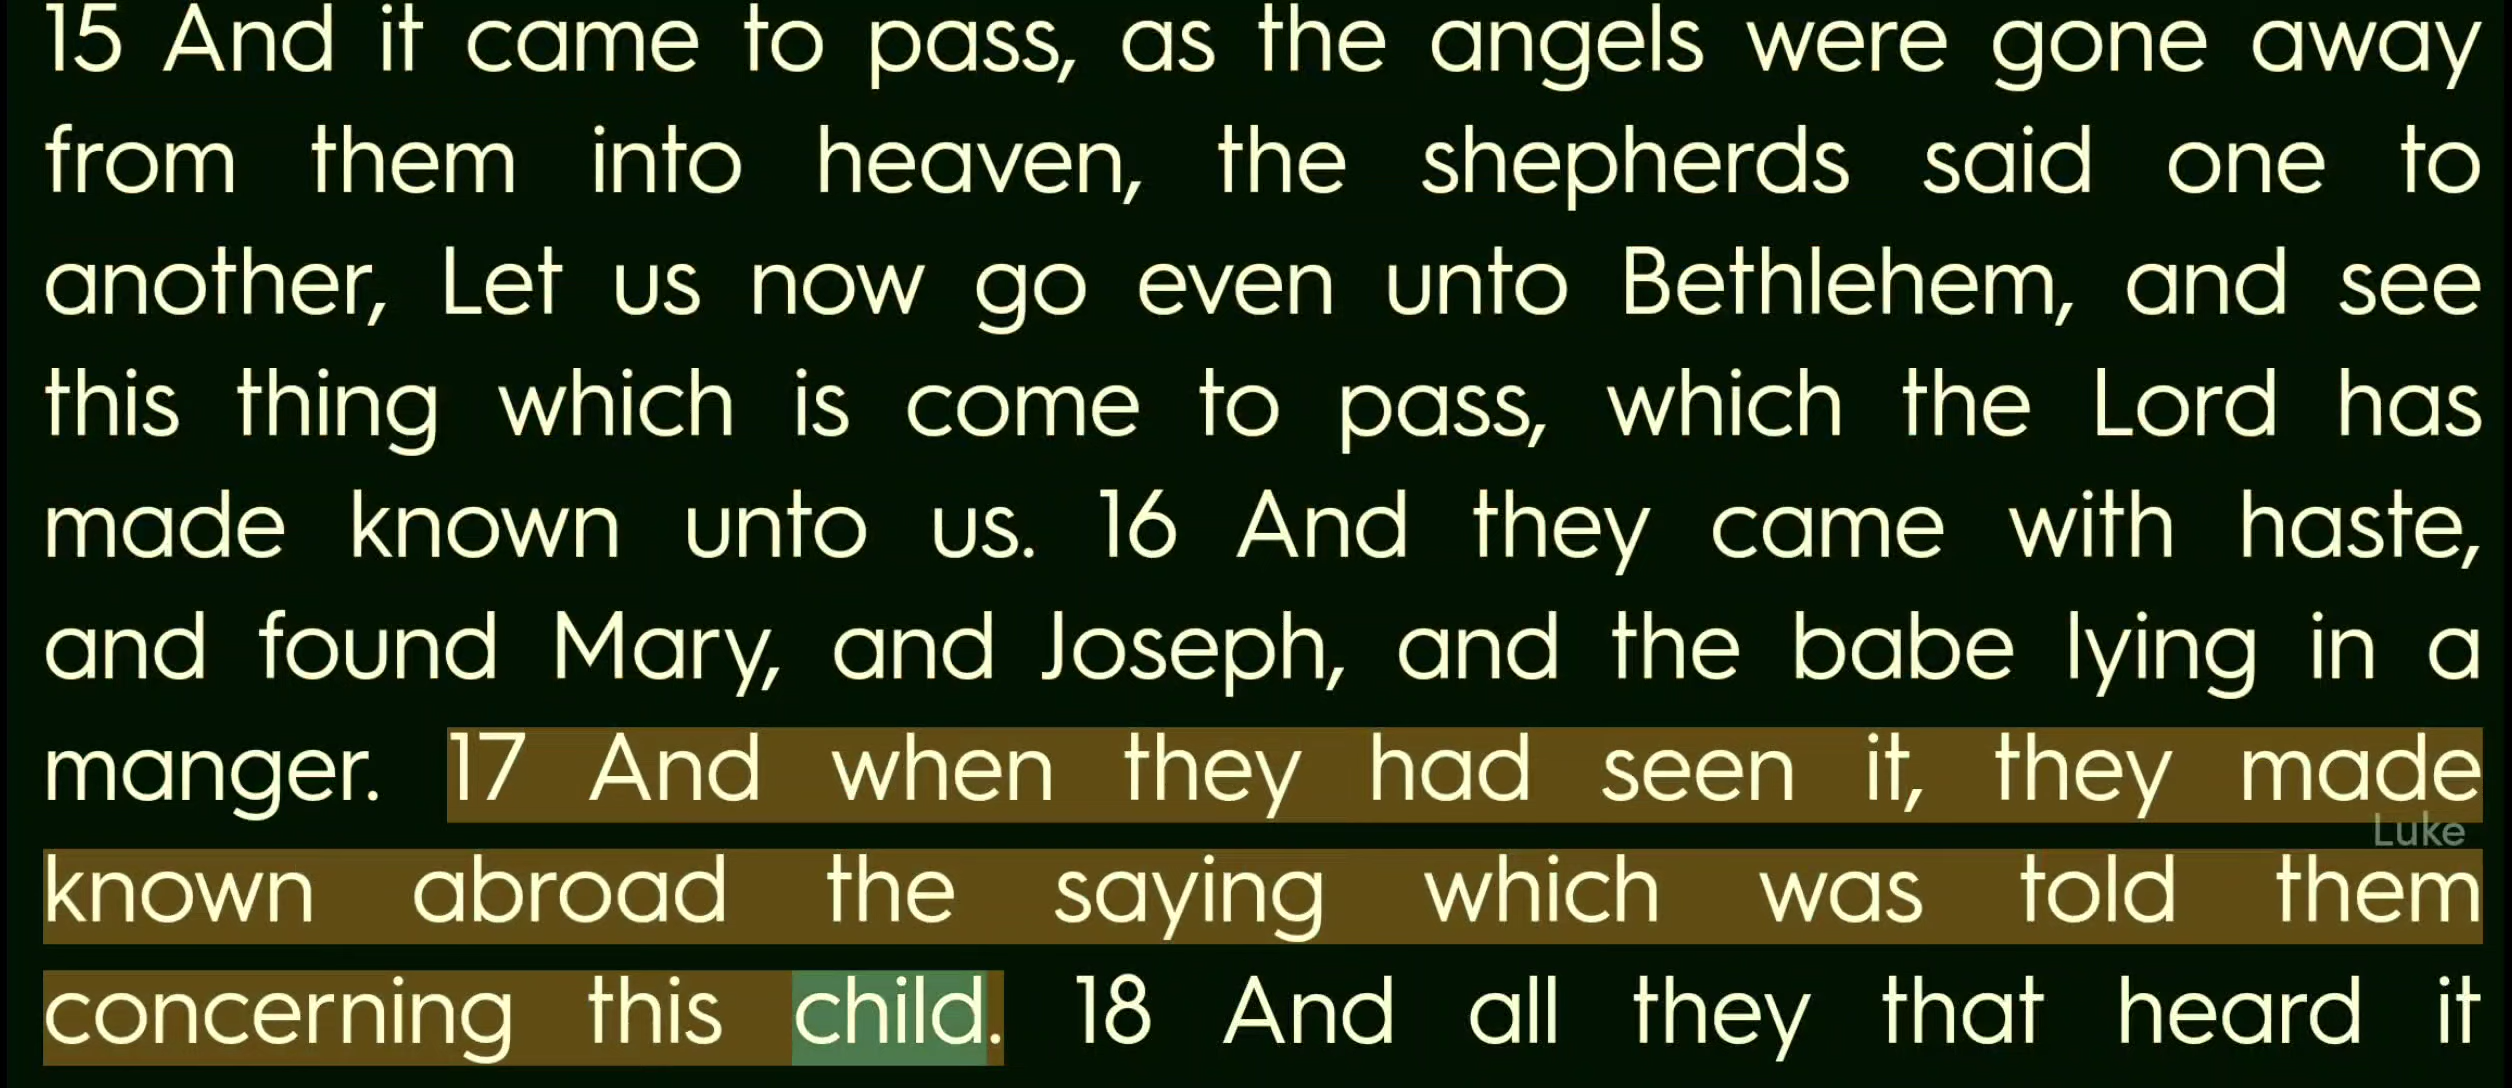 15 And it came to pass, as the angels were gone away
from them into heaven, the shepherds said one to
another, Let us now go even unto Bethlehem, and see
this thing which is come to pass, which the Lord has
made known unto us. 16 And they came with haste,
and found Mary, and Joseph, and the babe lying in a
manger. 17 And when they had seen it, they made
Luke
known abroad the saying which was told them
concerning this child. 18 And all they that heard it